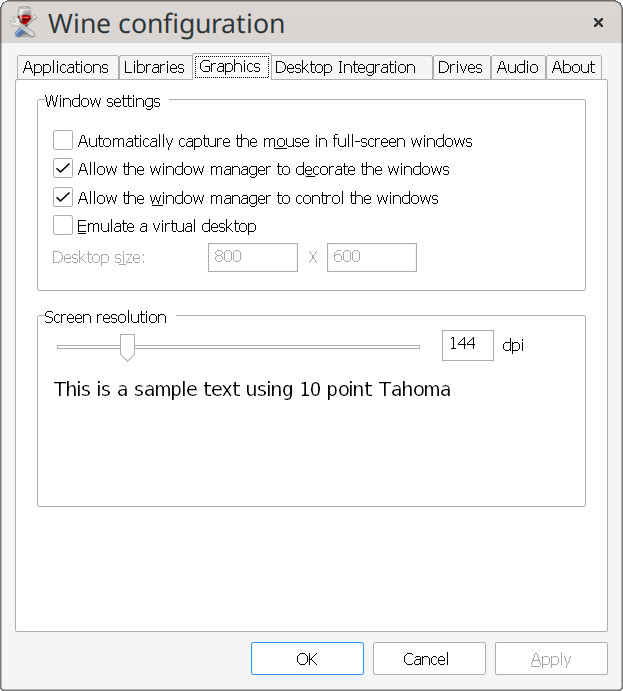 Wine configuration
Applications Libraries Graphics Desktop Integration Drives Audio About
Window settings
Automatically capture the mouse in full-screen windows
Allow the window manager to decorate the windows
Allow the window manager to control the windows
Emulate a virtual desktop
Desktop size: 800 X 600
Screen resolution
144 dpi
This is a sample text using 10 point Tahoma
OK Cancel Apply